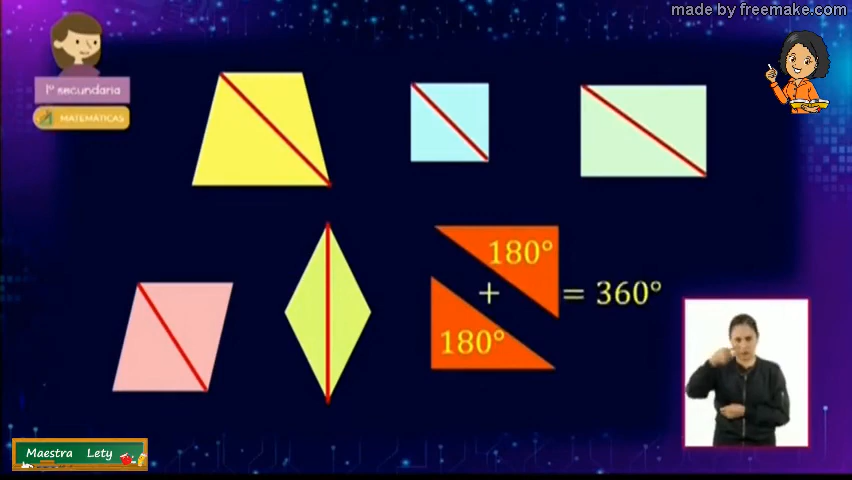 made by freemake.com
1° secundaria
MATEMÁTICAS
180°
+
= 360°
180°
Maestra Lety